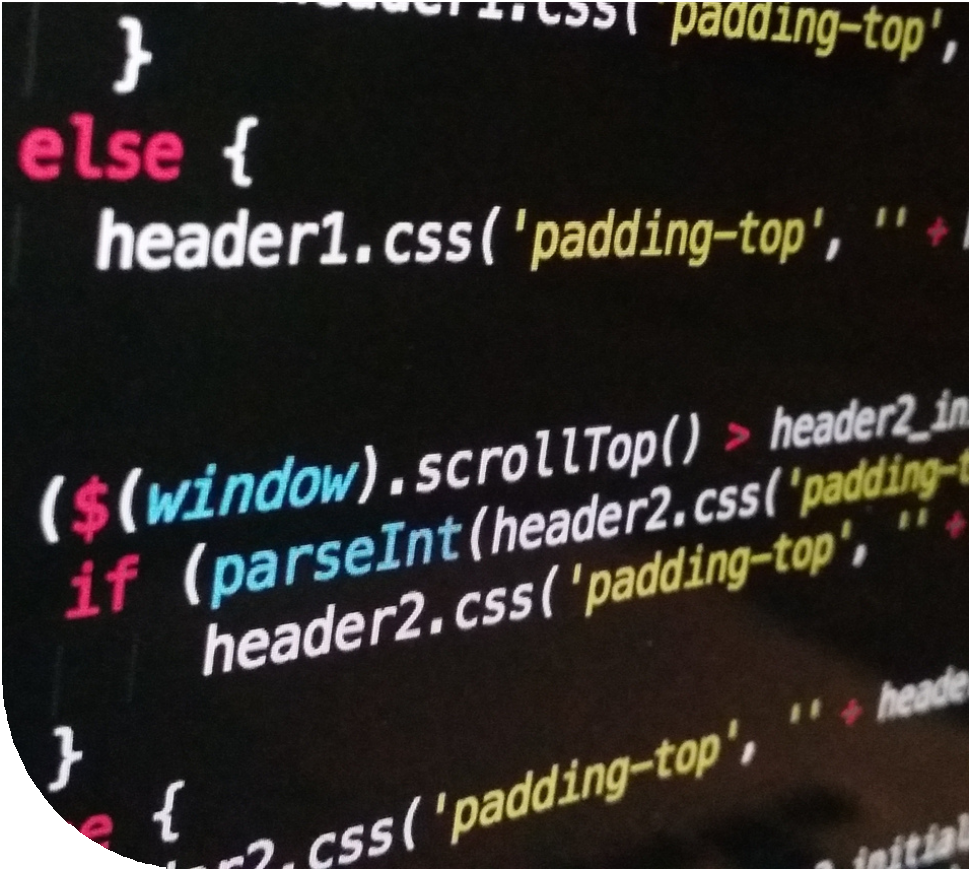 header1.css('padding-top',
}
else {
header1.css('padding-top', '' +
($(window).scrollTop() > header2_in
if (parseInt(header2.css('padding-t
header2.css('padding-top', '' +
}
{
.css('padding-top', '' + heade
initial